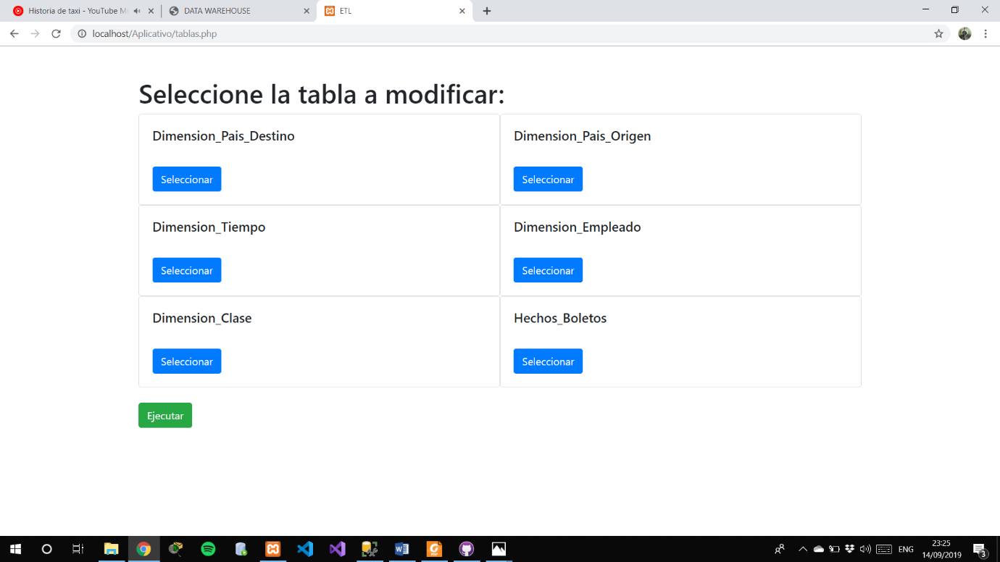 Historia de taxi - YouTube M
DATA WAREHOUSE
ETL
localhost/Aplicativo/tablas.php
Seleccione la tabla a modificar:
Dimension_Pais_Destino
Seleccionar
Dimension_Pais_Origen
Seleccionar
Dimension_Tiempo
Seleccionar
Dimension_Empleado
Seleccionar
Dimension_Clase
Seleccionar
Hechos_Boletos
Seleccionar
Ejecutar
ENG
23:25
14/09/2019
3